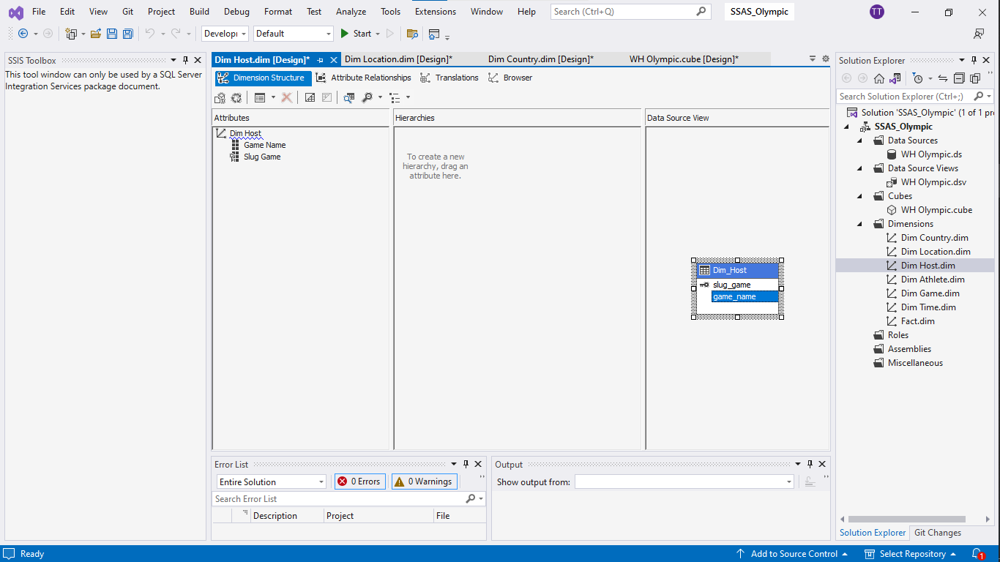 File Edit View Git Project Build Debug Format Test Analyze Tools Extensions Window Help Search (Ctrl+Q) SSAS_Olympic TT
Developı Default Start
SSIS Toolbox
This tool window can only be used by a SQL Server
Integration Services package document.
Dim Host.dim [Design]* Dim Location.dim [Design]* Dim Country.dim [Design]* WH Olympic.cube [Design]*
Dimension Structure Attribute Relationships Translations Browser
Attributes
Dim Host
Game Name
Slug Game
Hierarchies
To create a new
hierarchy, drag an
attribute here.
Data Source View
Dim_Host
slug_game
game_name
Solution Explorer
Search Solution Explorer (Ctrl+;)
Solution 'SSAS_Olympic' (1 of 1 pr
SSAS_Olympic
Data Sources
WH Olympic.ds
Data Source Views
WH Olympic.dsv
Cubes
WH Olympic.cube
Dimensions
Dim Country.dim
Dim Location.dim
Dim Host.dim
Dim Athlete.dim
Dim Game.dim
Dim Time.dim
Fact.dim
Roles
Assemblies
Miscellaneous
Solution Explorer Git Changes
Error List
Entire Solution 0 Errors 0 Warnings
Search Error List
Description Project File
Output
Show output from:
Ready Add to Source Control Select Repository 1